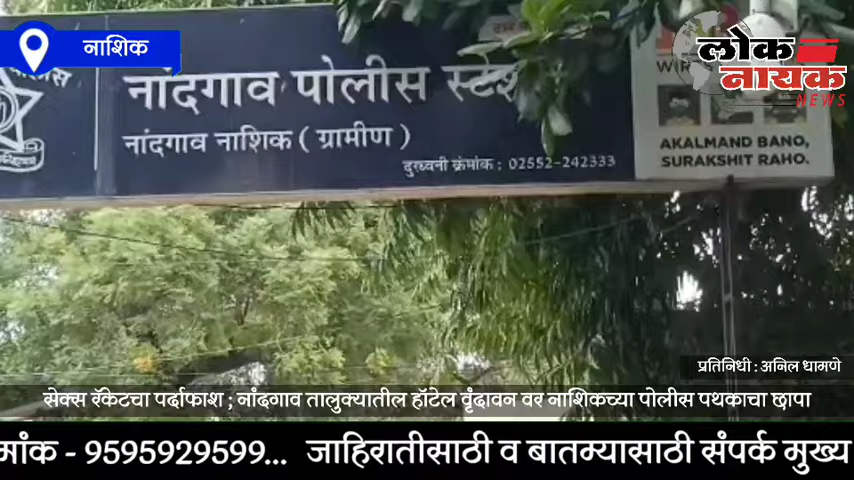 नाशिक
लोक
नायक
NEWS
नांदगाव पोलीस
नांदगाव नाशिक ( ग्रामीण )
दुरध्वनी क्रंमांक : 02552-242333
AKALMAND BANO,
SURAKSHIT RAHO.
प्रतिनिधी : अनिल धामणे
सेक्स रॅकेटचा पर्दाफाश ; नांदगाव तालुक्यातील हॉटेल वृंदावन वर नाशिकच्या पोलीस पथकाचा छापा
मांक - 9595929599... जाहिरातीसाठी व बातम्यासाठी संपर्क मुख्य